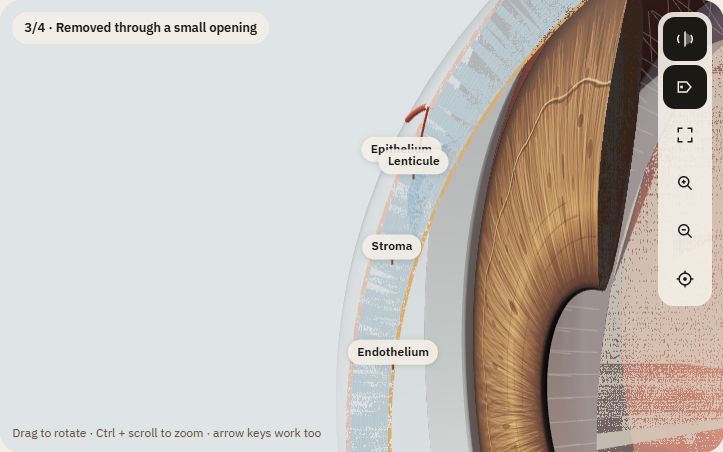 3/4 · Removed through a small opening
Epithelium
Lenticule
Stroma
Endothelium
Drag to rotate · Ctrl + scroll to zoom · arrow keys work too